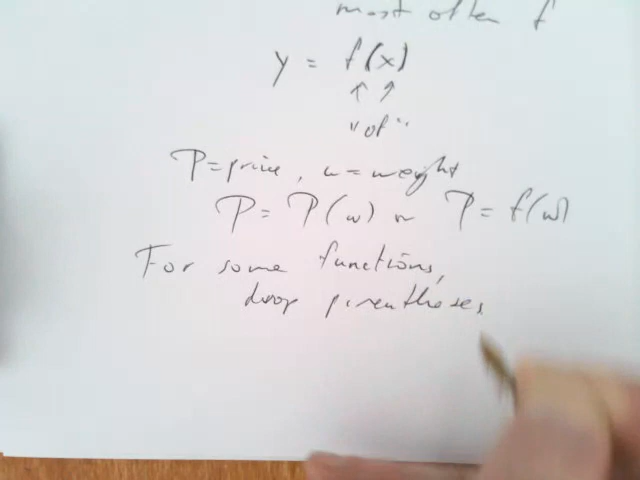 most often f
y = f(x)
↑ ↑
"of"
P=price, w=weight
P = P(w) or P = f(w)
For some functions,
drop parentheses,